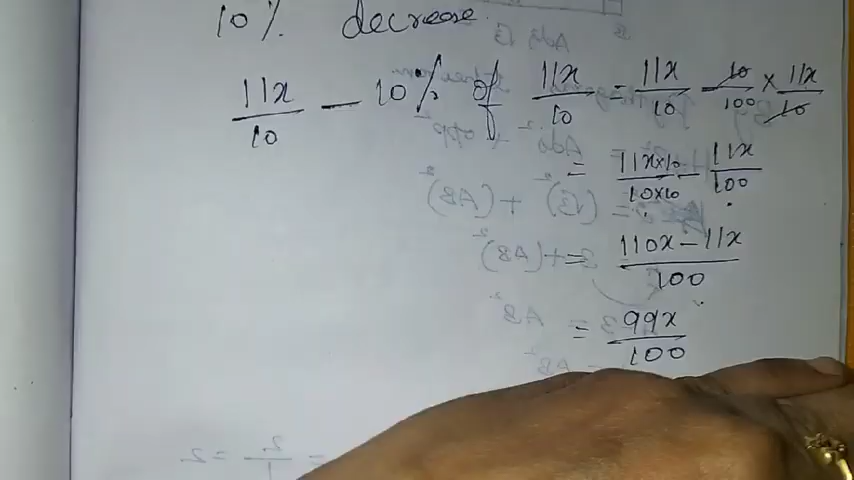 10% decrease.
11x/10 - 10% of 11x/10 = 11x/10 - 10/100 × 11x/10
= 11x×10/10×10 - 11x/100
= 110x-11x/100
= 99x/100